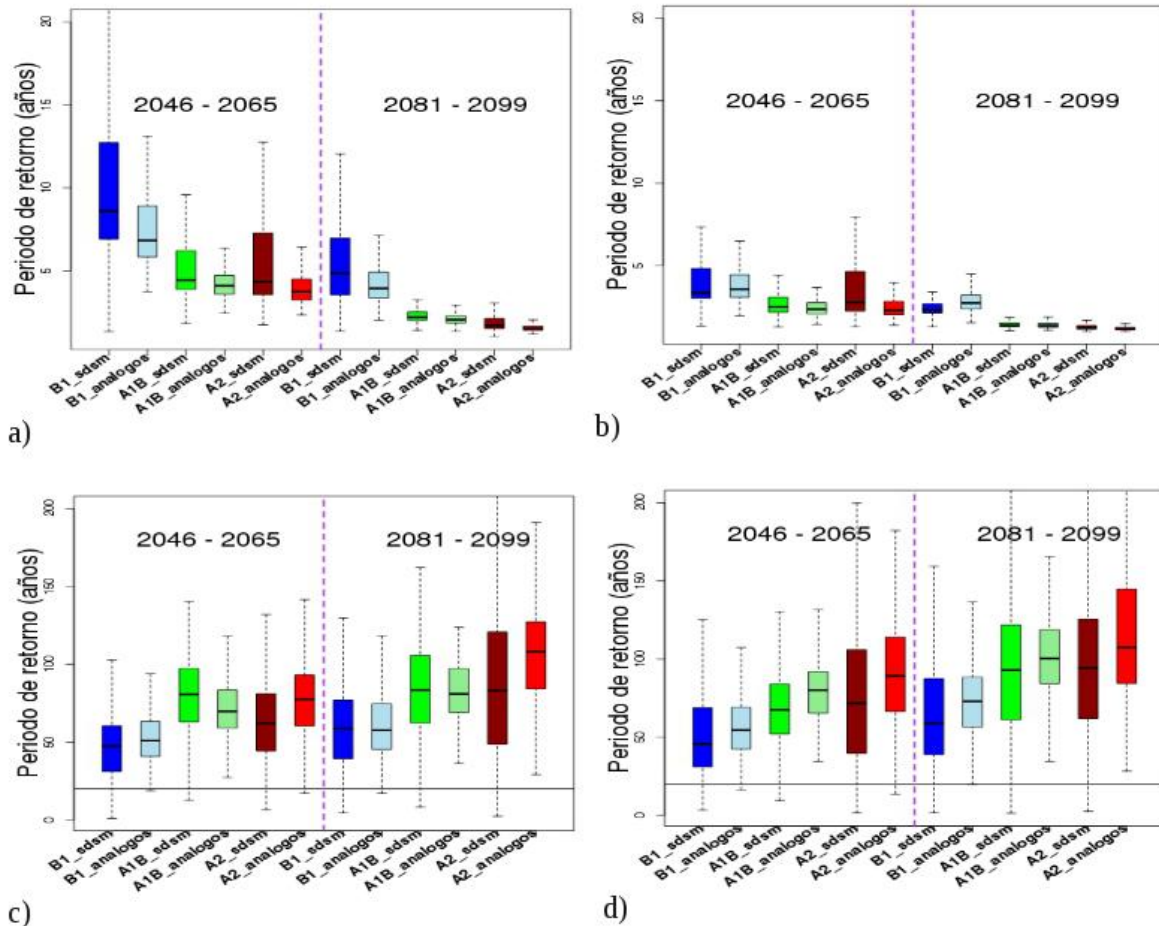 Periodo de retorno (años)
20
15
10
5
2046 - 2065
2081 - 2099
B1_sdsm
B1_analogos
A1B_sdsm
A1B_analogos
A2_sdsm
A2_analogos
B1_sdsm
B1_analogos
A1B_sdsm
A1B_analogos
A2_sdsm
A2_analogos
a)
Periodo de retorno (años)
20
15
10
5
2046 - 2065
2081 - 2099
B1_sdsm
B1_analogos
A1B_sdsm
A1B_analogos
A2_sdsm
A2_analogos
B1_sdsm
B1_analogos
A1B_sdsm
A1B_analogos
A2_sdsm
A2_analogos
b)
Periodo de retorno (años)
200
150
100
50
0
2046 - 2065
2081 - 2099
B1_sdsm
B1_analogos
A1B_sdsm
A1B_analogos
A2_sdsm
A2_analogos
B1_sdsm
B1_analogos
A1B_sdsm
A1B_analogos
A2_sdsm
A2_analogos
c)
Periodo de retorno (años)
200
150
100
50
0
2046 - 2065
2081 - 2099
B1_sdsm
B1_analogos
A1B_sdsm
A1B_analogos
A2_sdsm
A2_analogos
B1_sdsm
B1_analogos
A1B_sdsm
A1B_analogos
A2_sdsm
A2_analogos
d)